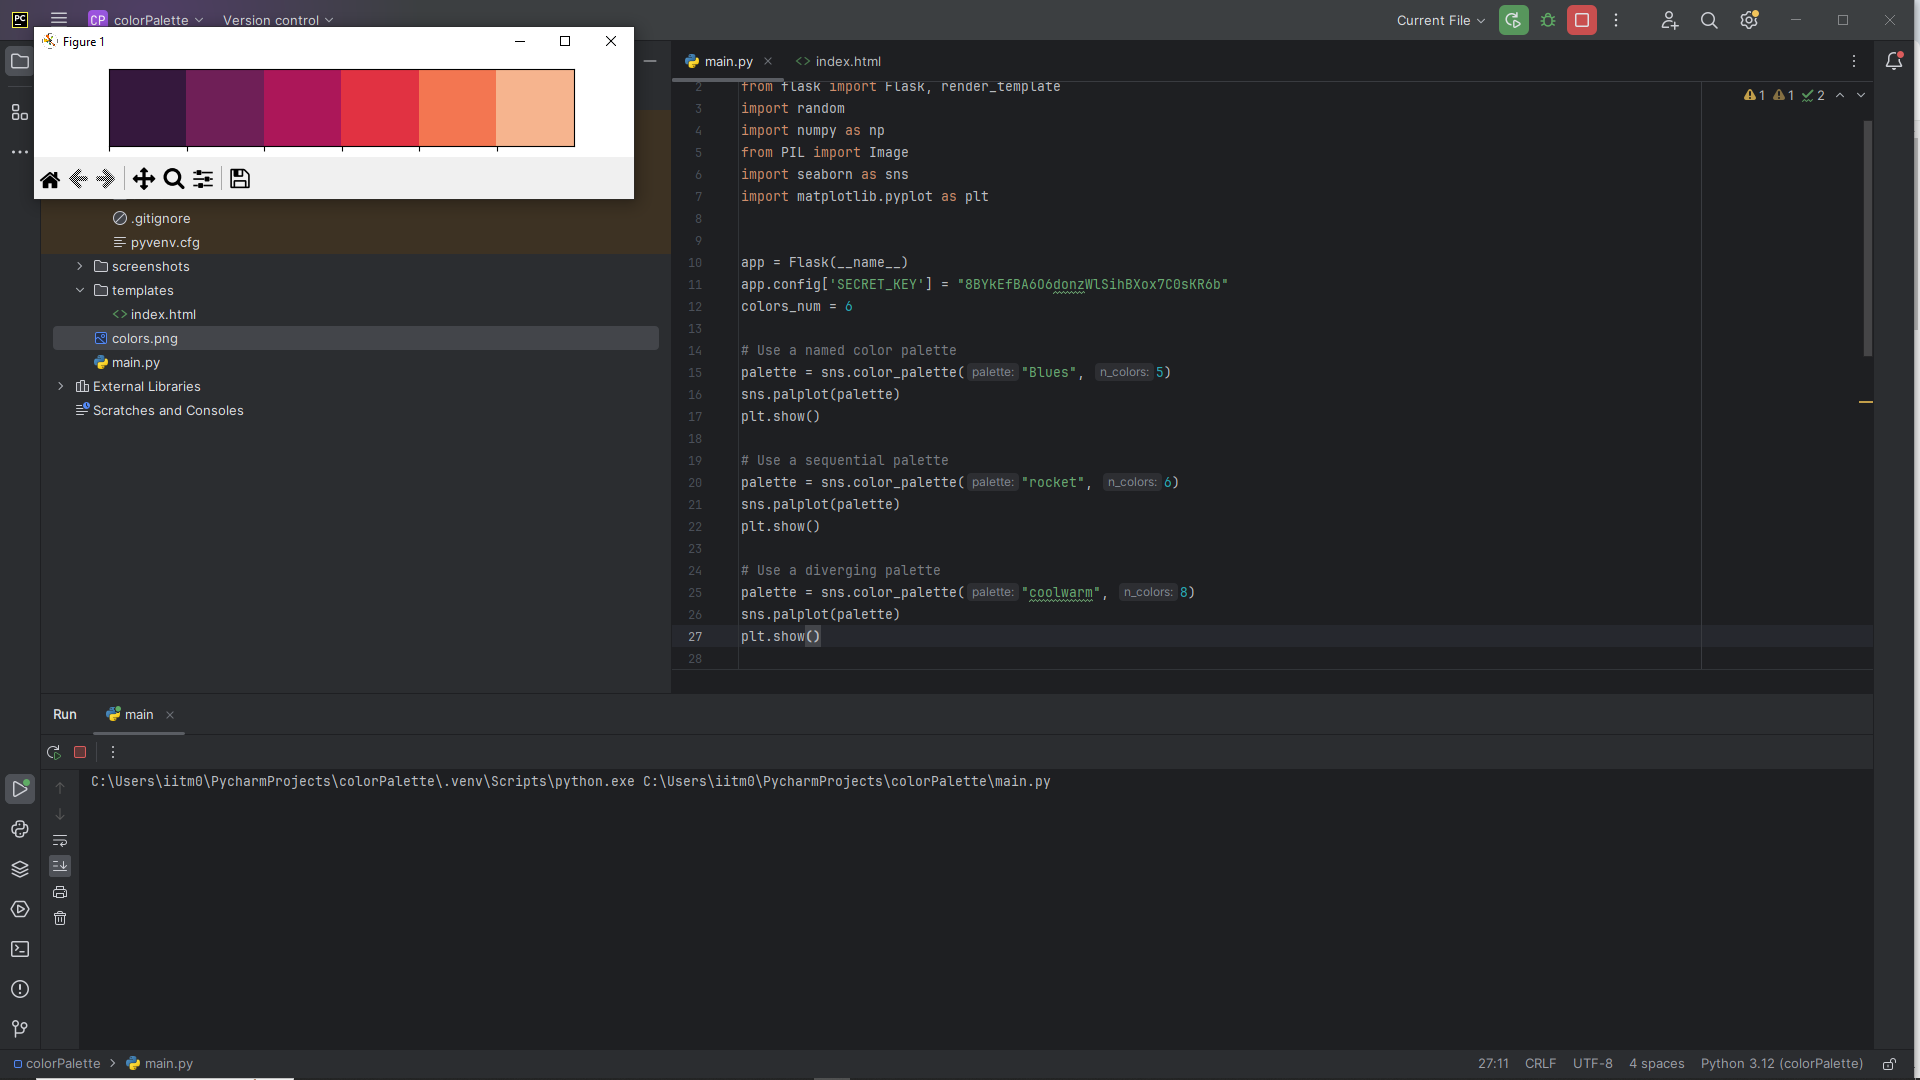 PC
CP colorPalette
Version control
Current File
Figure 1
main.py
index.html
1 1 2
2 from flask import Flask, render_template
3 import random
4 import numpy as np
5 from PIL import Image
6 import seaborn as sns
7 import matplotlib.pyplot as plt
8
9
10 app = Flask(__name__)
11 app.config['SECRET_KEY'] = "8BYkEfBA6O6donzWlSihBXox7C0sKR6b"
12 colors_num = 6
13
14 # Use a named color palette
15 palette = sns.color_palette( palette: "Blues", n_colors: 5)
16 sns.palplot(palette)
17 plt.show()
18
19 # Use a sequential palette
20 palette = sns.color_palette( palette: "rocket", n_colors: 6)
21 sns.palplot(palette)
22 plt.show()
23
24 # Use a diverging palette
25 palette = sns.color_palette( palette: "coolwarm", n_colors: 8)
26 sns.palplot(palette)
27 plt.show()
28
.gitignore
pyvenv.cfg
screenshots
templates
index.html
colors.png
main.py
External Libraries
Scratches and Consoles
Run
main
C:\Users\iitm0\PycharmProjects\colorPalette\.venv\Scripts\python.exe C:\Users\iitm0\PycharmProjects\colorPalette\main.py
colorPalette > main.py
27:11 CRLF UTF-8 4 spaces Python 3.12 (colorPalette)